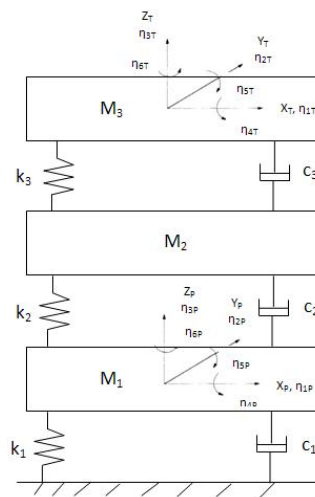 Z_T
η_3T
Y_T
η_2T
η_6T
η_5T
M_3
X_T, η_1T
η_4T
k_3
c_3
M_2
Z_P
η_3P
Y_P
k_2
η_2P
c_2
η_6P
η_5P
M_1
X_P, η_1P
η_4P
k_1
c_1